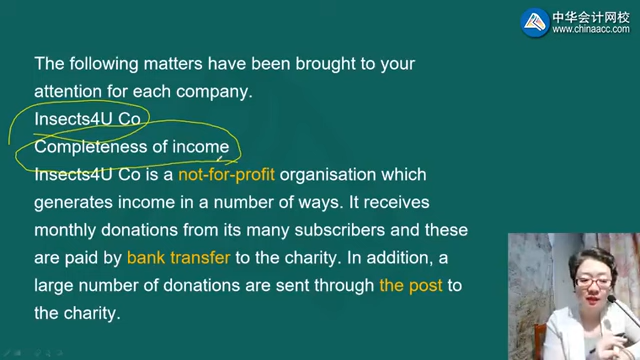 中华会计网校
www.chinaacc.com
The following matters have been brought to your
attention for each company.
Insects4U Co
Completeness of income
Insects4U Co is a not-for-profit organisation which
generates income in a number of ways. It receives
monthly donations from its many subscribers and these
are paid by bank transfer to the charity. In addition, a
large number of donations are sent through the post to
the charity.